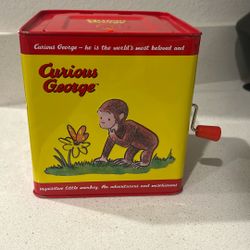 Curious George – he is the world's most beloved and
Curious
George
inquisitive little monkey. An adventurous and mischievous